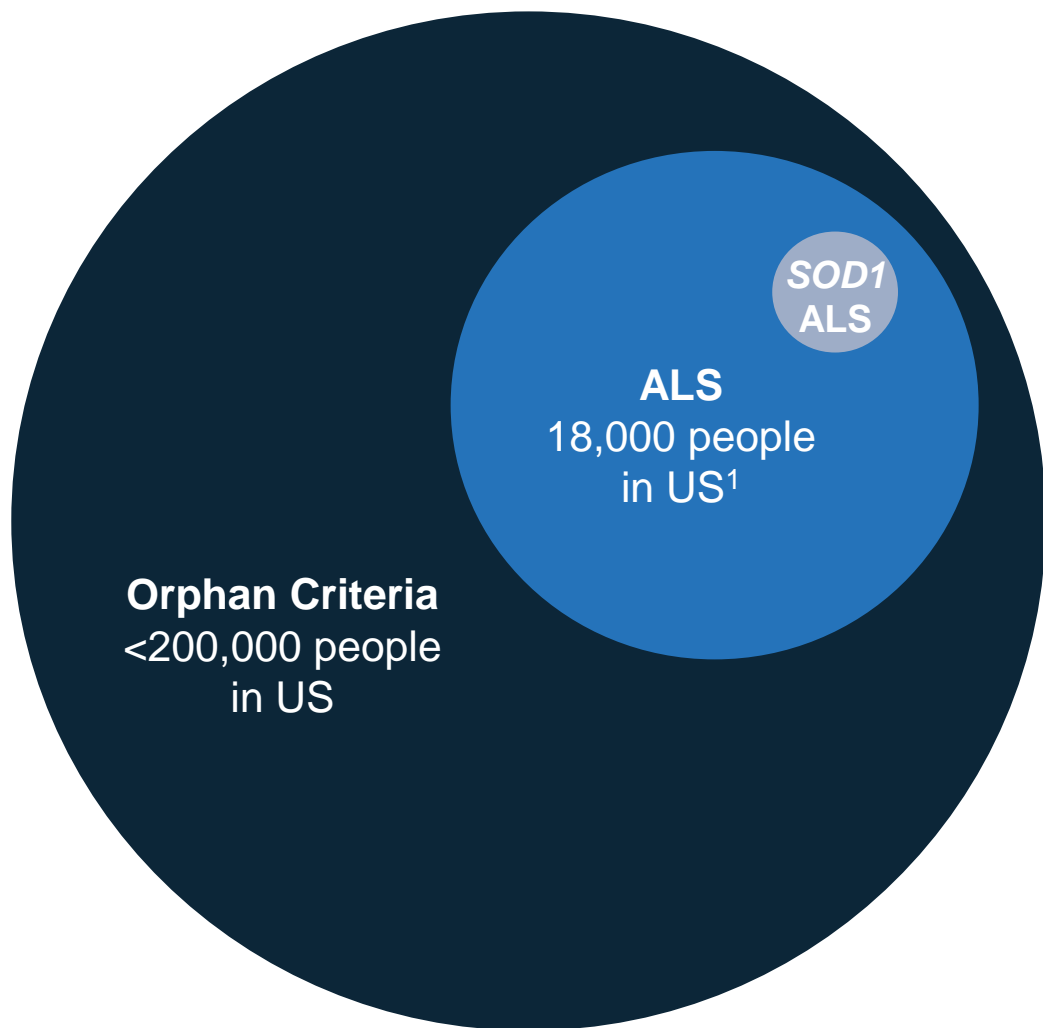 SOD1
ALS
ALS
18,000 people
in US¹
Orphan Criteria
<200,000 people
in US